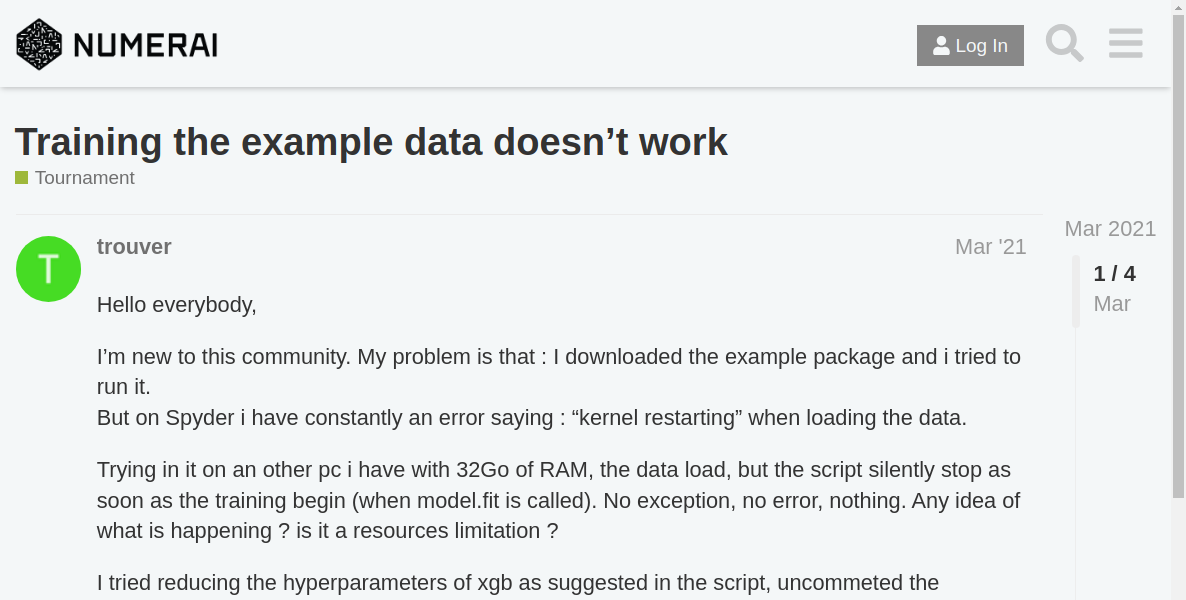 NUMERAI
Log In
Training the example data doesn’t work
Tournament
Mar 2021
trouver
Mar '21
1 / 4
Mar
T
Hello everybody,
I’m new to this community. My problem is that : I downloaded the example package and i tried to
run it.
But on Spyder i have constantly an error saying : “kernel restarting” when loading the data.
Trying in it on an other pc i have with 32Go of RAM, the data load, but the script silently stop as
soon as the training begin (when model.fit is called). No exception, no error, nothing. Any idea of
what is happening ? is it a resources limitation ?
I tried reducing the hyperparameters of xgb as suggested in the script, uncommeted the